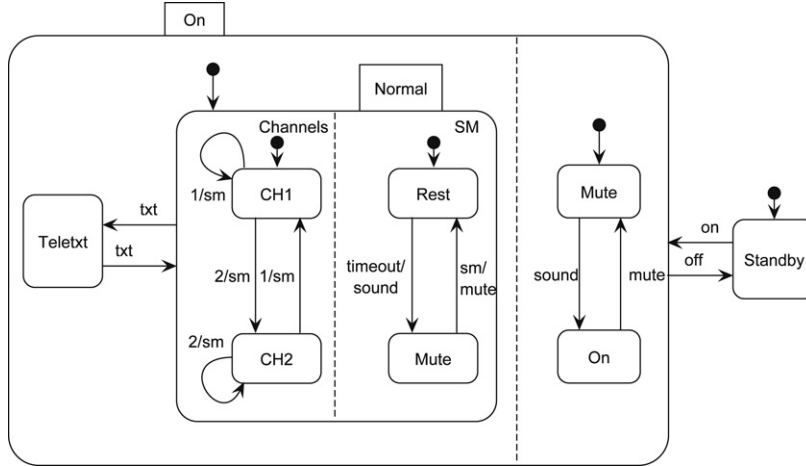 On
Normal
Channels
SM
1/sm
CH1
Rest
Mute
txt
Teletxt
txt
on
off
Standby
2/sm
1/sm
timeout/
sound
sm/
mute
sound
mute
2/sm
CH2
Mute
On